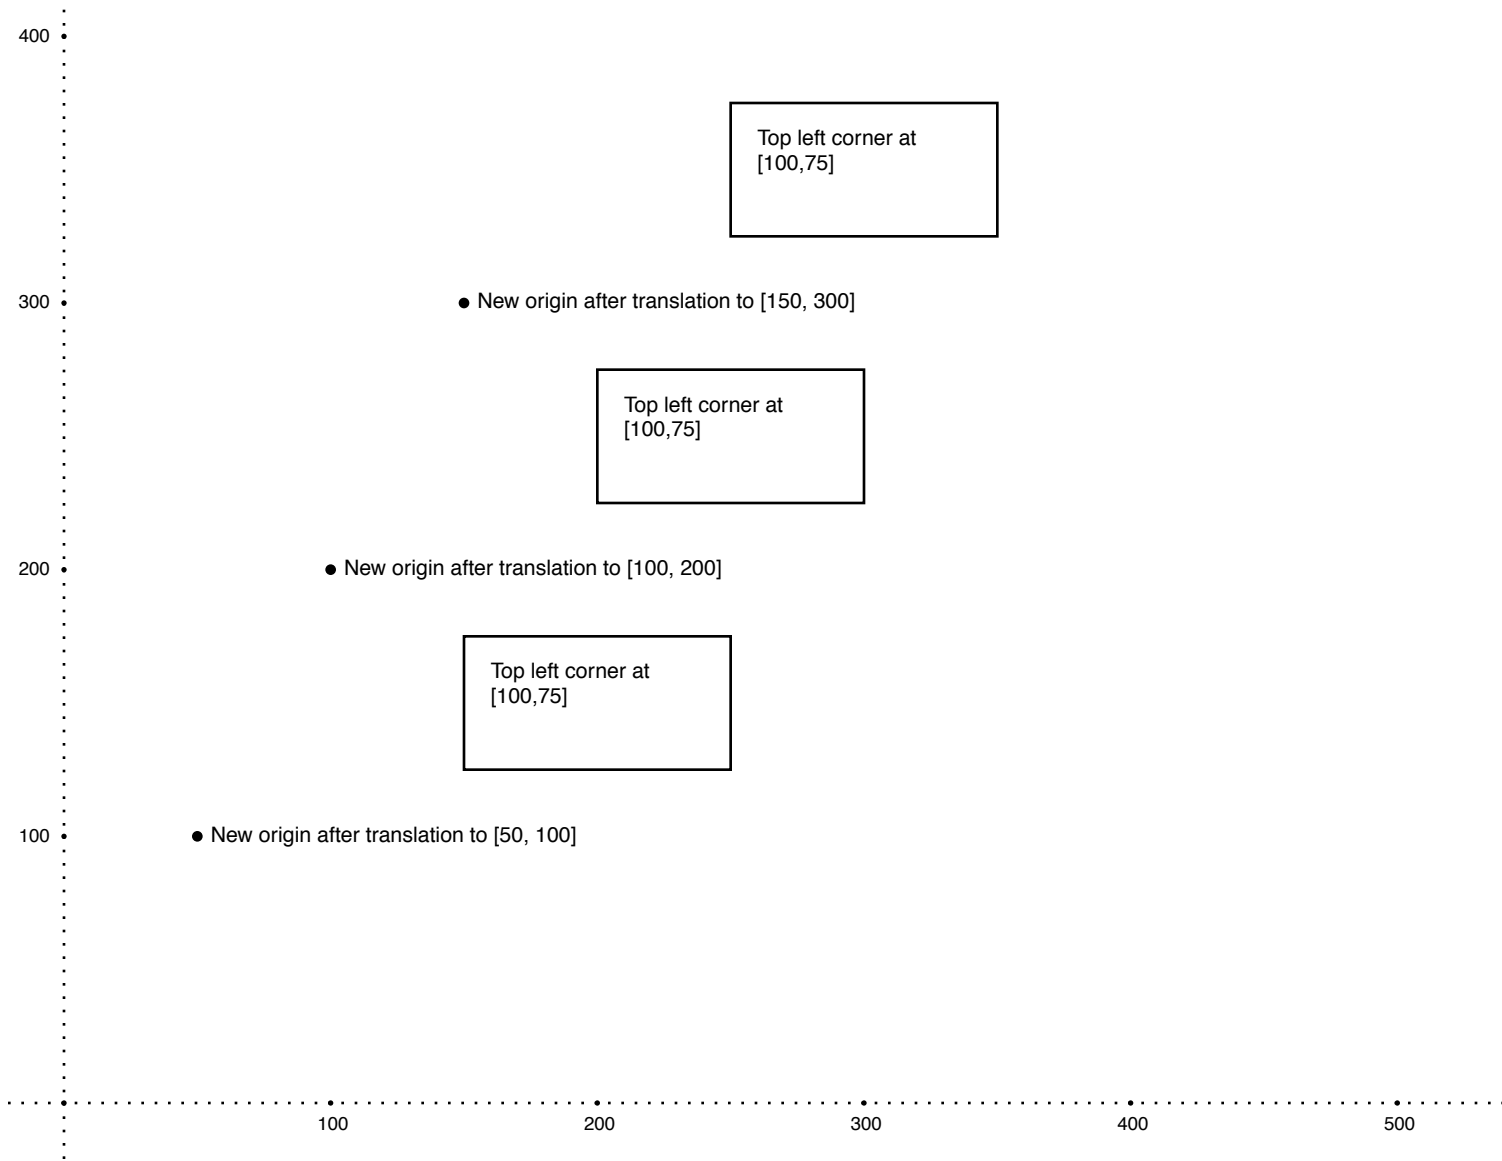 400
Top left corner at
[100,75]
300
New origin after translation to [150, 300]
Top left corner at
[100,75]
200
New origin after translation to [100, 200]
Top left corner at
[100,75]
100
New origin after translation to [50, 100]
100 200 300 400 500